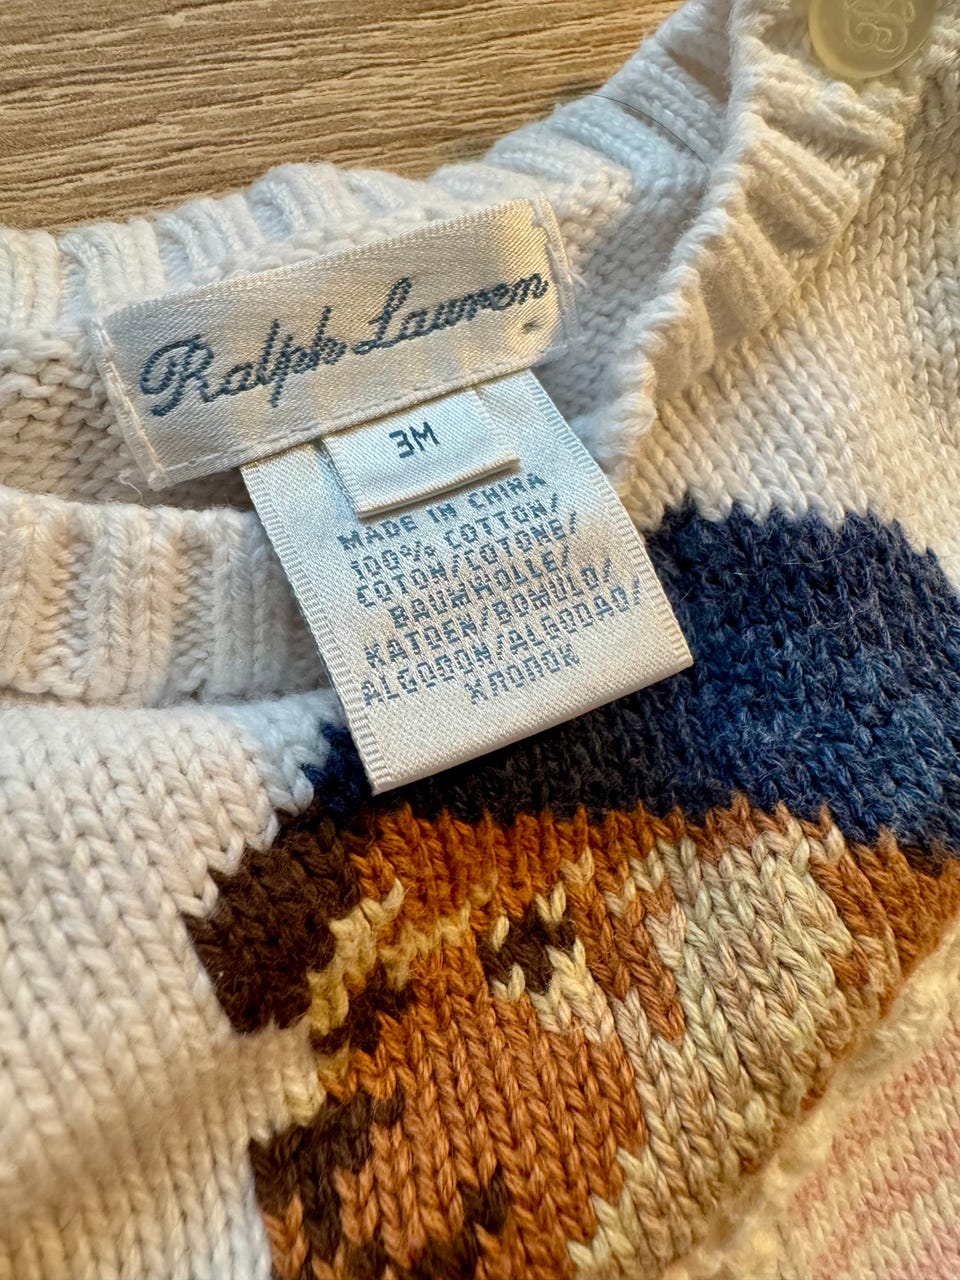 Ralph Lauren
3M
MADE IN CHINA
100% COTTON/
COTON/COTONE/
BAUMWOLLE/
KATOEN/BOMULD/
ALGODON/ALGODAO/
ХЛОПОК